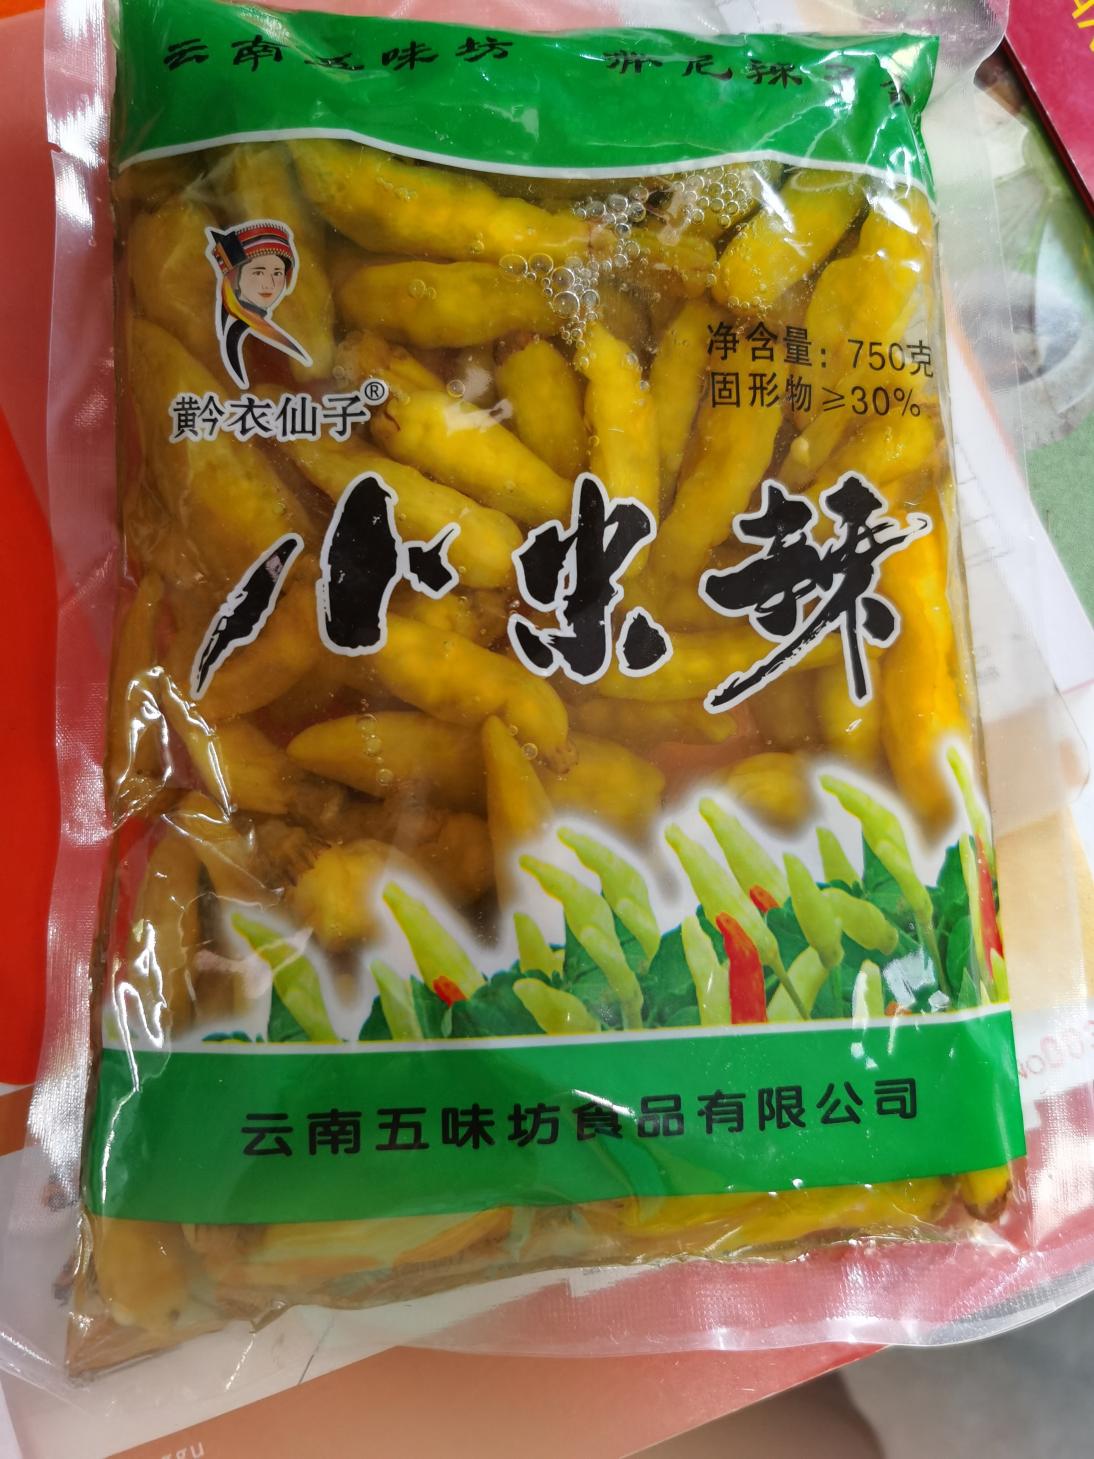 云南五味坊
净含量：750克
固形物≥30%
黔衣仙子®
小米辣
云南五味坊食品有限公司